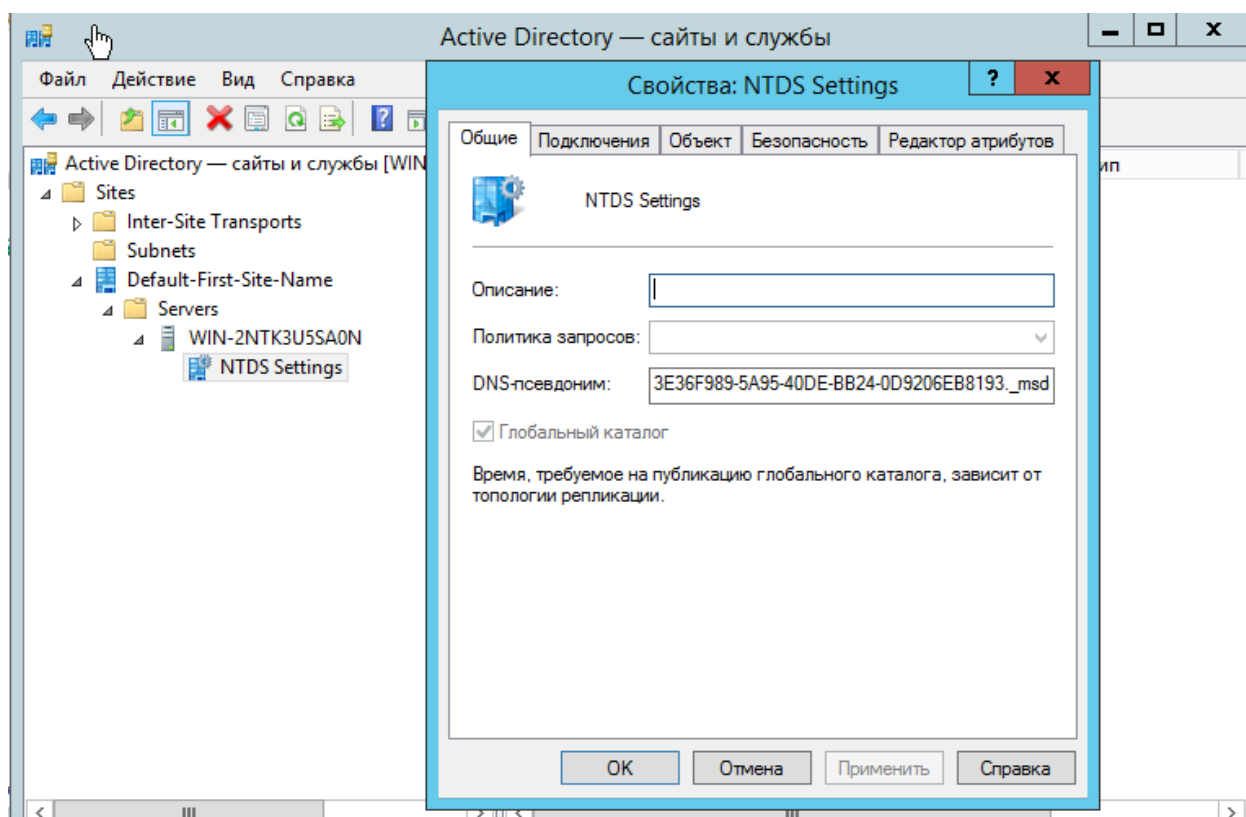 Active Directory — сайты и службы
Файл Действие Вид Справка
Active Directory — сайты и службы [WIN
Sites
Inter-Site Transports
Subnets
Default-First-Site-Name
Servers
WIN-2NTK3U5SA0N
NTDS Settings
Свойства: NTDS Settings
Общие Подключения Объект Безопасность Редактор атрибутов
NTDS Settings
Описание:
Политика запросов:
DNS-псевдоним: 3E36F989-5A95-40DE-BB24-0D9206EB8193._msd
Глобальный каталог
Время, требуемое на публикацию глобального каталога, зависит от
топологии репликации.
OK Отмена Применить Справка